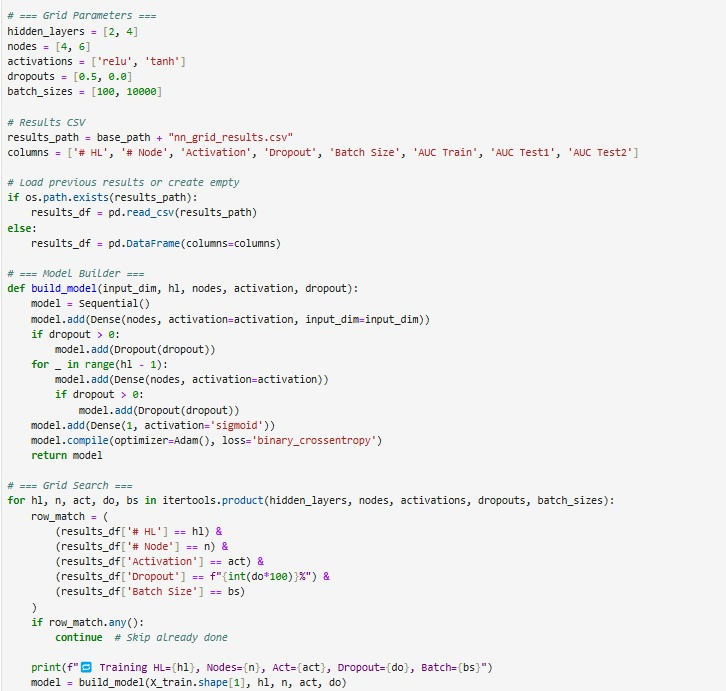 # === Grid Parameters ===
hidden_layers = [2, 4]
nodes = [4, 6]
activations = ['relu', 'tanh']
dropouts = [0.5, 0.0]
batch_sizes = [100, 10000]

# Results CSV
results_path = base_path + "nn_grid_results.csv"
columns = ['# HL', '# Node', 'Activation', 'Dropout', 'Batch Size', 'AUC Train', 'AUC Test1', 'AUC Test2']

# Load previous results or create empty
if os.path.exists(results_path):
    results_df = pd.read_csv(results_path)
else:
    results_df = pd.DataFrame(columns=columns)

# === Model Builder ===
def build_model(input_dim, hl, nodes, activation, dropout):
    model = Sequential()
    model.add(Dense(nodes, activation=activation, input_dim=input_dim))
    if dropout > 0:
        model.add(Dropout(dropout))
    for _ in range(hl - 1):
        model.add(Dense(nodes, activation=activation))
        if dropout > 0:
            model.add(Dropout(dropout))
    model.add(Dense(1, activation='sigmoid'))
    model.compile(optimizer=Adam(), loss='binary_crossentropy')
    return model

# === Grid Search ===
for hl, n, act, do, bs in itertools.product(hidden_layers, nodes, activations, dropouts, batch_sizes):
    row_match = (
        (results_df['# HL'] == hl) &
        (results_df['# Node'] == n) &
        (results_df['Activation'] == act) &
        (results_df['Dropout'] == f"{int(do*100)}%") &
        (results_df['Batch Size'] == bs)
    )
    if row_match.any():
        continue  # Skip already done

    print(f"🔁 Training HL={hl}, Nodes={n}, Act={act}, Dropout={do}, Batch={bs}")
    model = build_model(X_train.shape[1], hl, n, act, do)